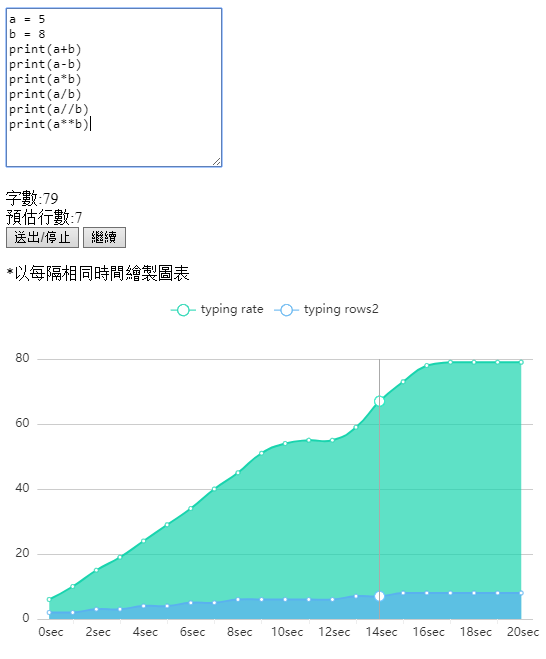 a = 5
b = 8
print(a+b)
print(a-b)
print(a*b)
print(a/b)
print(a//b)
print(a**b)
字數:79
預估行數:7
送出/停止 繼續
*以每隔相同時間繪製圖表
typing rate typing rows2
80
60
40
20
0
0sec 2sec 4sec 6sec 8sec 10sec 12sec 14sec 16sec 18sec 20sec